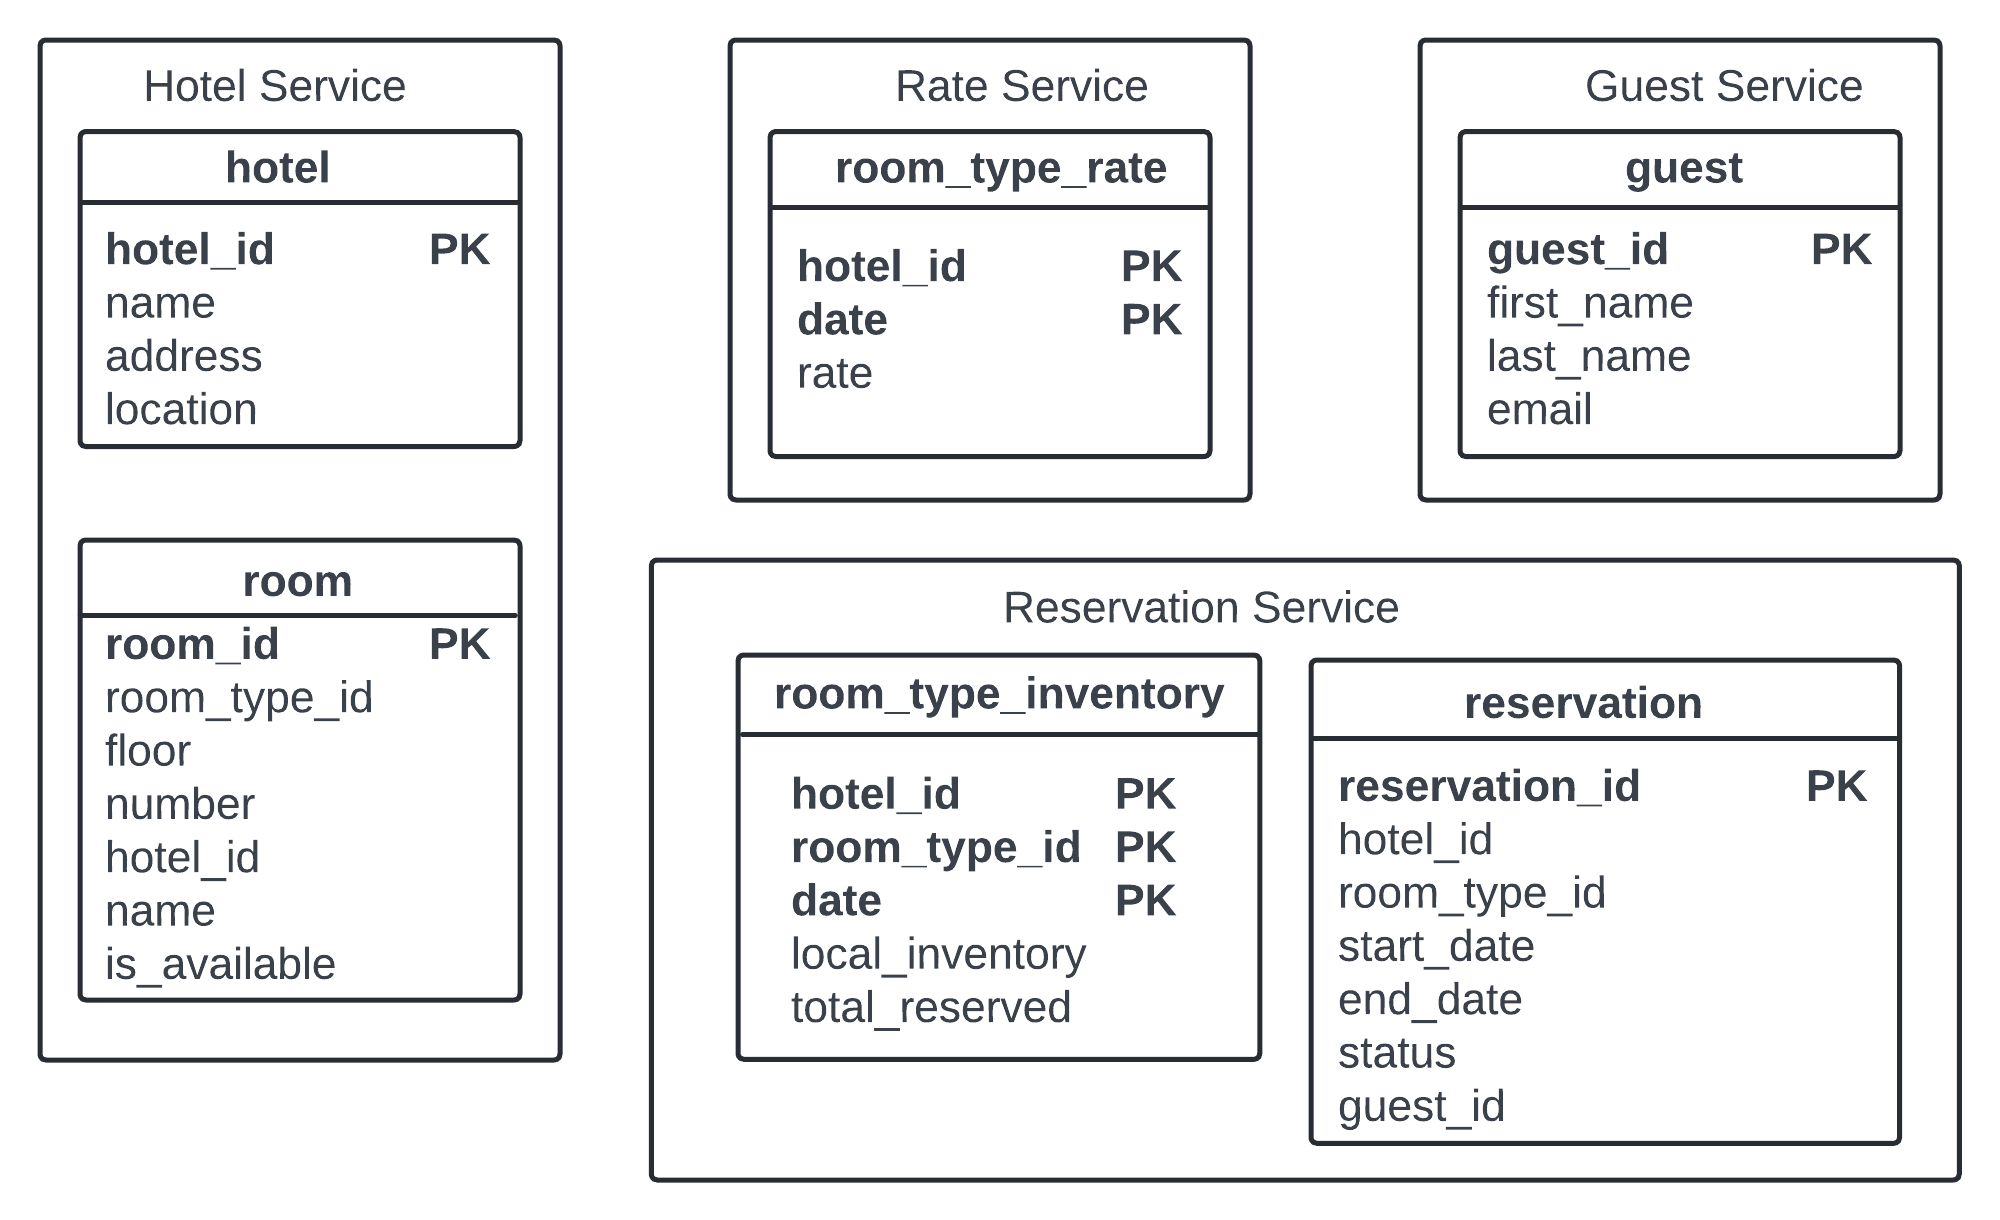 Hotel Service
hotel
hotel_id PK
name
address
location
room
room_id PK
room_type_id
floor
number
hotel_id
name
is_available
Rate Service
room_type_rate
hotel_id PK
date PK
rate
Guest Service
guest
guest_id PK
first_name
last_name
email
Reservation Service
room_type_inventory
hotel_id PK
room_type_id PK
date PK
local_inventory
total_reserved
reservation
reservation_id PK
hotel_id
room_type_id
start_date
end_date
status
guest_id